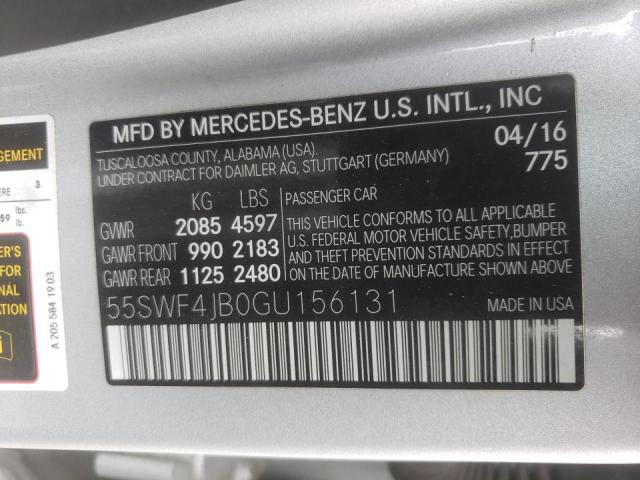 MFD BY MERCEDES-BENZ U.S. INTL., INC
TUSCALOOSA COUNTY, ALABAMA (USA).
UNDER CONTRACT FOR DAIMLER AG, STUTTGART (GERMANY)
04/16
775
KG LBS
GVWR 2085 4597
GAWR FRONT 990 2183
GAWR REAR 1125 2480
PASSENGER CAR
THIS VEHICLE CONFORMS TO ALL APPLICABLE
U.S. FEDERAL MOTOR VEHICLE SAFETY,BUMPER
AND THEFT PREVENTION STANDARDS IN EFFECT
ON THE DATE OF MANUFACTURE SHOWN ABOVE.
55SWF4JB0GU156131
MADE IN USA
3
lbs.
lb.
A 205 584 19 03